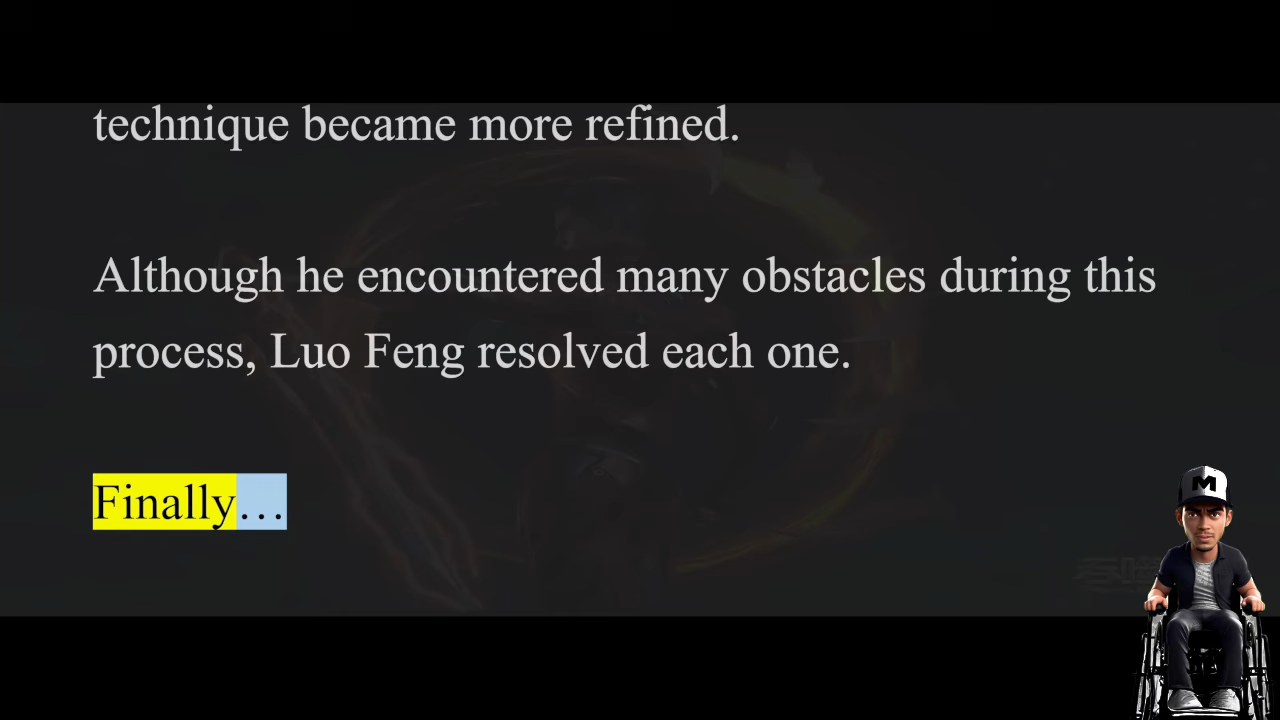 technique became more refined.
Although he encountered many obstacles during this
process, Luo Feng resolved each one.
Finally…
M